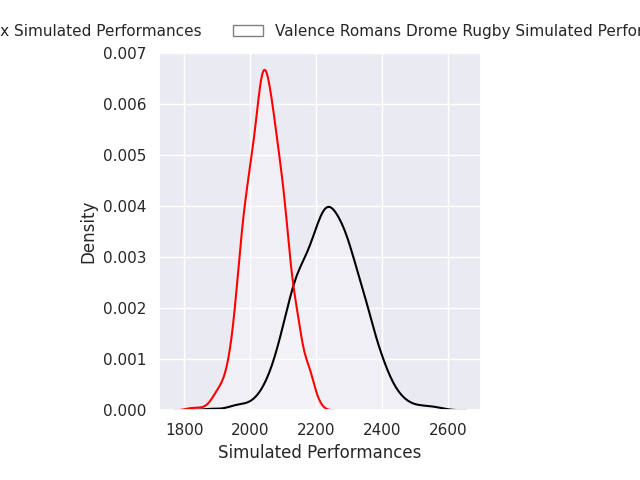 x Simulated Performances
Valence Romans Drome Rugby Simulated Perfor
0.007
0.006
0.005
0.004
0.003
0.002
0.001
0.000
Density
1800 2000 2200 2400 2600
Simulated Performances